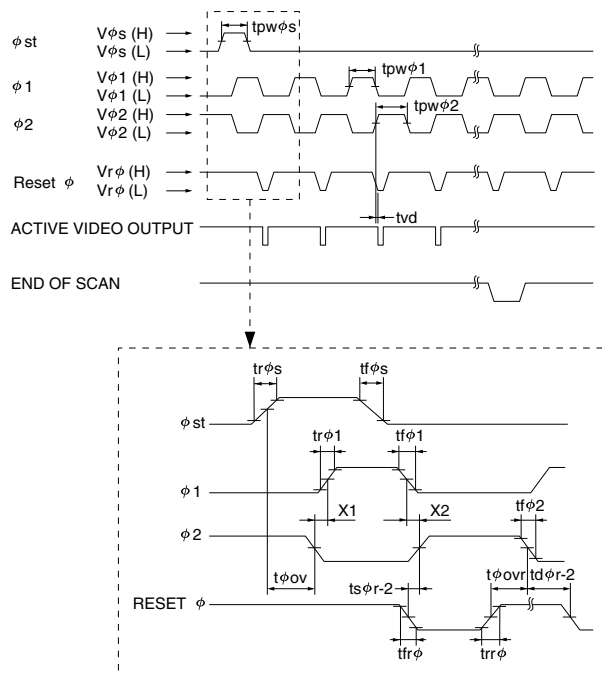 tpwφs
φst
Vφs (H)
Vφs (L)
φ1
Vφ1 (H)
Vφ1 (L)
tpwφ1
φ2
Vφ2 (H)
Vφ2 (L)
tpwφ2
Reset φ
Vrφ (H)
Vrφ (L)
tvd
ACTIVE VIDEO OUTPUT
END OF SCAN
trφs
tfφs
φst
trφ1
tfφ1
φ1
X1
X2
tfφ2
φ2
tφov
tsφr-2
tφovr
tdφr-2
RESET φ
tfrφ
trrφ